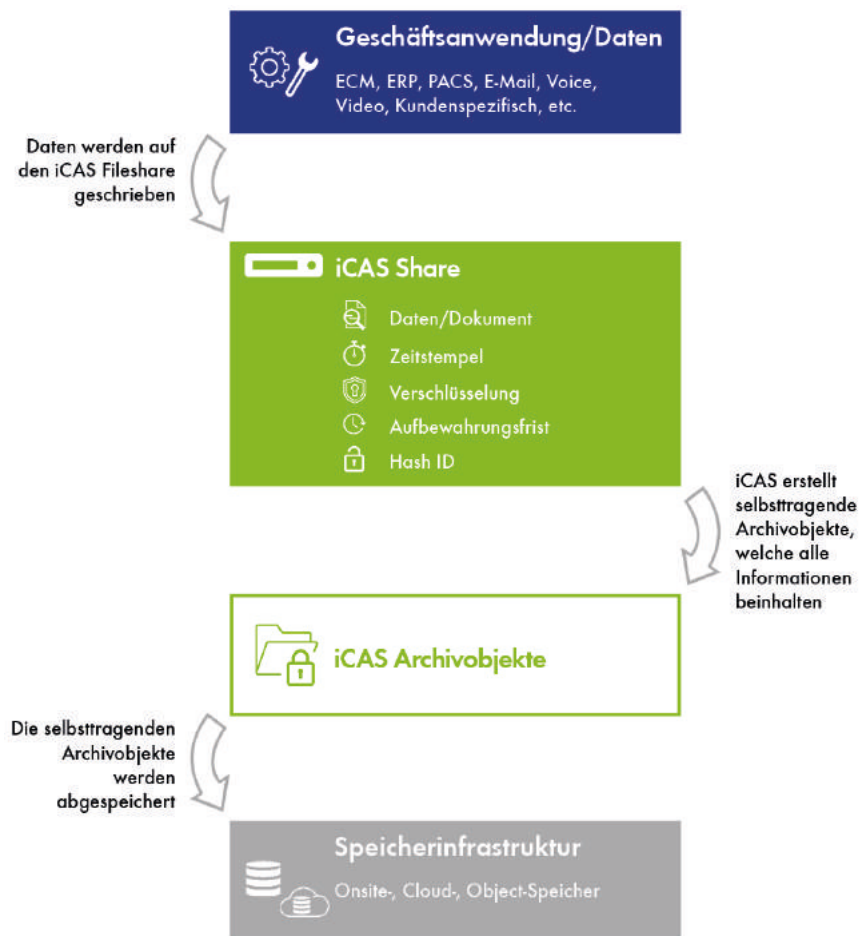 Geschäftsanwendung/Daten
ECM, ERP, PACS, E-Mail, Voice,
Video, Kundenspezifisch, etc.
Daten werden auf
den iCAS Fileshare
geschrieben
iCAS Share
Daten/Dokument
Zeitstempel
Verschlüsselung
Aufbewahrungsfrist
Hash ID
iCAS erstellt
selbsttragende
Archivobjekte,
welche alle
Informationen
beinhalten
iCAS Archivobjekte
Die selbsttragenden
Archivobjekte
werden
abgespeichert
Speicherinfrastruktur
Onsite-, Cloud-, Object-Speicher